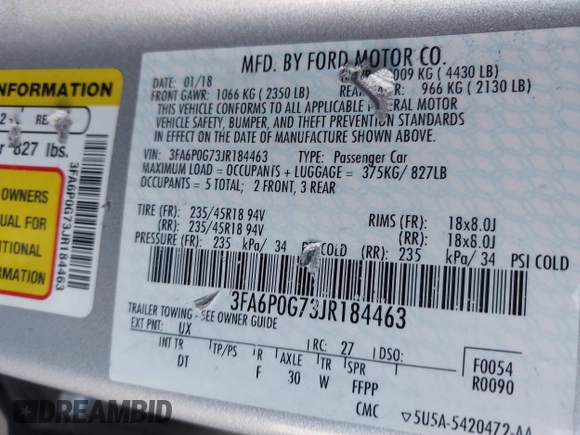 MFD. BY FORD MOTOR CO.
01/18 009 KG ( 4430 LB)
FRONT GAWR: 1066 KG ( 2350 LB) 966 KG ( 2130 LB)
THIS VEHICLE CONFORMS TO ALL APPLICABLE MOTOR
VEHICLE SAFETY, BUMPER, AND THEFT PREVENTION STANDARDS
IN EFFECT ON THE DATE OF MANUFACTURE SHOWN ABOVE.
VIN: 3FA6P0G73JR184463 TYPE: Passenger Car
MAXIMUM LOAD = OCCUPANTS + LUGGAGE = 375KG/ 827LB
OCCUPANTS = 5 TOTAL; 2 FRONT, 3 REAR
TIRE (FR): 235/45R18 94V RIMS (FR): 18x8.0J
(RR): 235/45R18 94V (RR): 18x8.0J
PRESSURE (FR): 235 kPa/ 34 PSI COLD (RR): 235 kPa/ 34 PSI COLD
3FA6P0G73JR184463
TRAILER TOWING - SEE OWNER GUIDE
EXT PNT: UX RC: 27 DSO:
INT TR TP/PS R AXLE TR SPR F0054
DT F 30 W FFPP R0090
CMC 5U5A-5420472-AA
INFORMATION
2 RE
827 lbs.
OWNERS
UAL FOR
ITIONAL
FORMATION
3FA6P0G73JR184463
DREAMBID